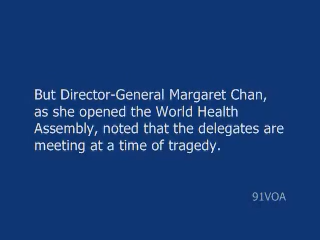 But Director-General Margaret Chan,
as she opened the World Health
Assembly, noted that the delegates are
meeting at a time of tragedy.
91VOA